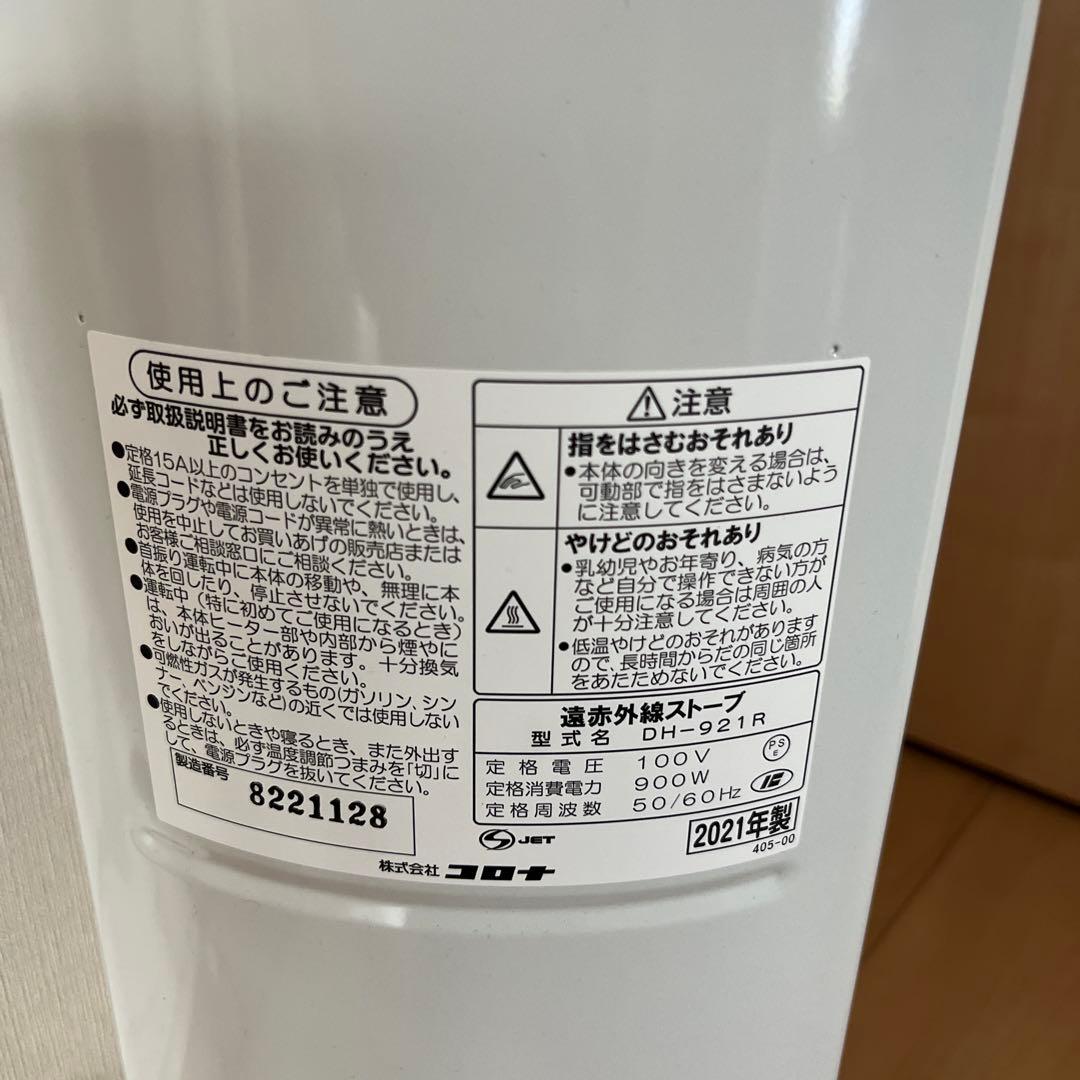 使用上のご注意
必ず取扱説明書をお読みのうえ
正しくお使いください。
●定格15A以上のコンセントを単独で使用し、
延長コードなどは使用しないでください。
●電源プラグや電源コードが異常に熱いときは、
使用を中止してお買いあげの販売店または
お客様ご相談窓口にご相談ください。
●首振り運転中に本体の移動や、無理に本
体を回したり、停止させないでください。
●運転中(特に初めてご使用になるとき)
は、本体ヒーター部や内部から煙やに
おいが出ることがあります。十分換気
をしながらご使用ください。
●可燃性ガスが発生するもの(ガソリン、シン
ナー、ベンジンなど)の近くでは使用しない
でください。
●使用しないときや寝るとき、また外出す
るときは、必ず温度調節つまみを「切」に
して、電源プラグを抜いてください。
製造番号
8221128
⚠注意
指をはさむおそれあり
●本体の向きを変える場合は、
可動部で指をはさまないよう
に注意してください。
やけどのおそれあり
●乳幼児やお年寄り、病気の方
など自分で操作できない方が
ご使用になる場合は周囲の人
が十分注意してください。
●低温やけどのおそれがあります
ので、長時間からだの同じ箇所
をあたためないでください。
遠赤外線ストーブ
型式名 DH-921R
定格電圧 100V
定格消費電力 900W
定格周波数 50/60Hz
PSE
JET
2021年製
405-00
株式会社 コロナ